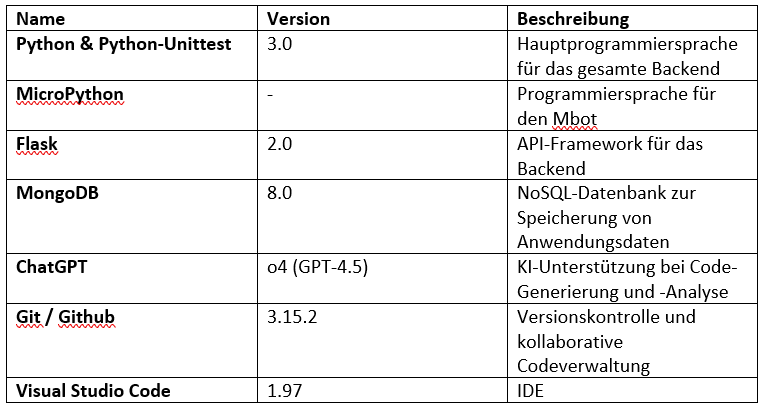 Name Version Beschreibung
Python & Python-Unittest 3.0 Hauptprogrammiersprache
für das gesamte Backend
MicroPython - Programmiersprache für
den Mbot
Flask 2.0 API-Framework für das
Backend
MongoDB 8.0 NoSQL-Datenbank zur
Speicherung von
Anwendungsdaten
ChatGPT o4 (GPT-4.5) KI-Unterstützung bei Code-
Generierung und -Analyse
Git / Github 3.15.2 Versionskontrolle und
kollaborative
Codeverwaltung
Visual Studio Code 1.97 IDE